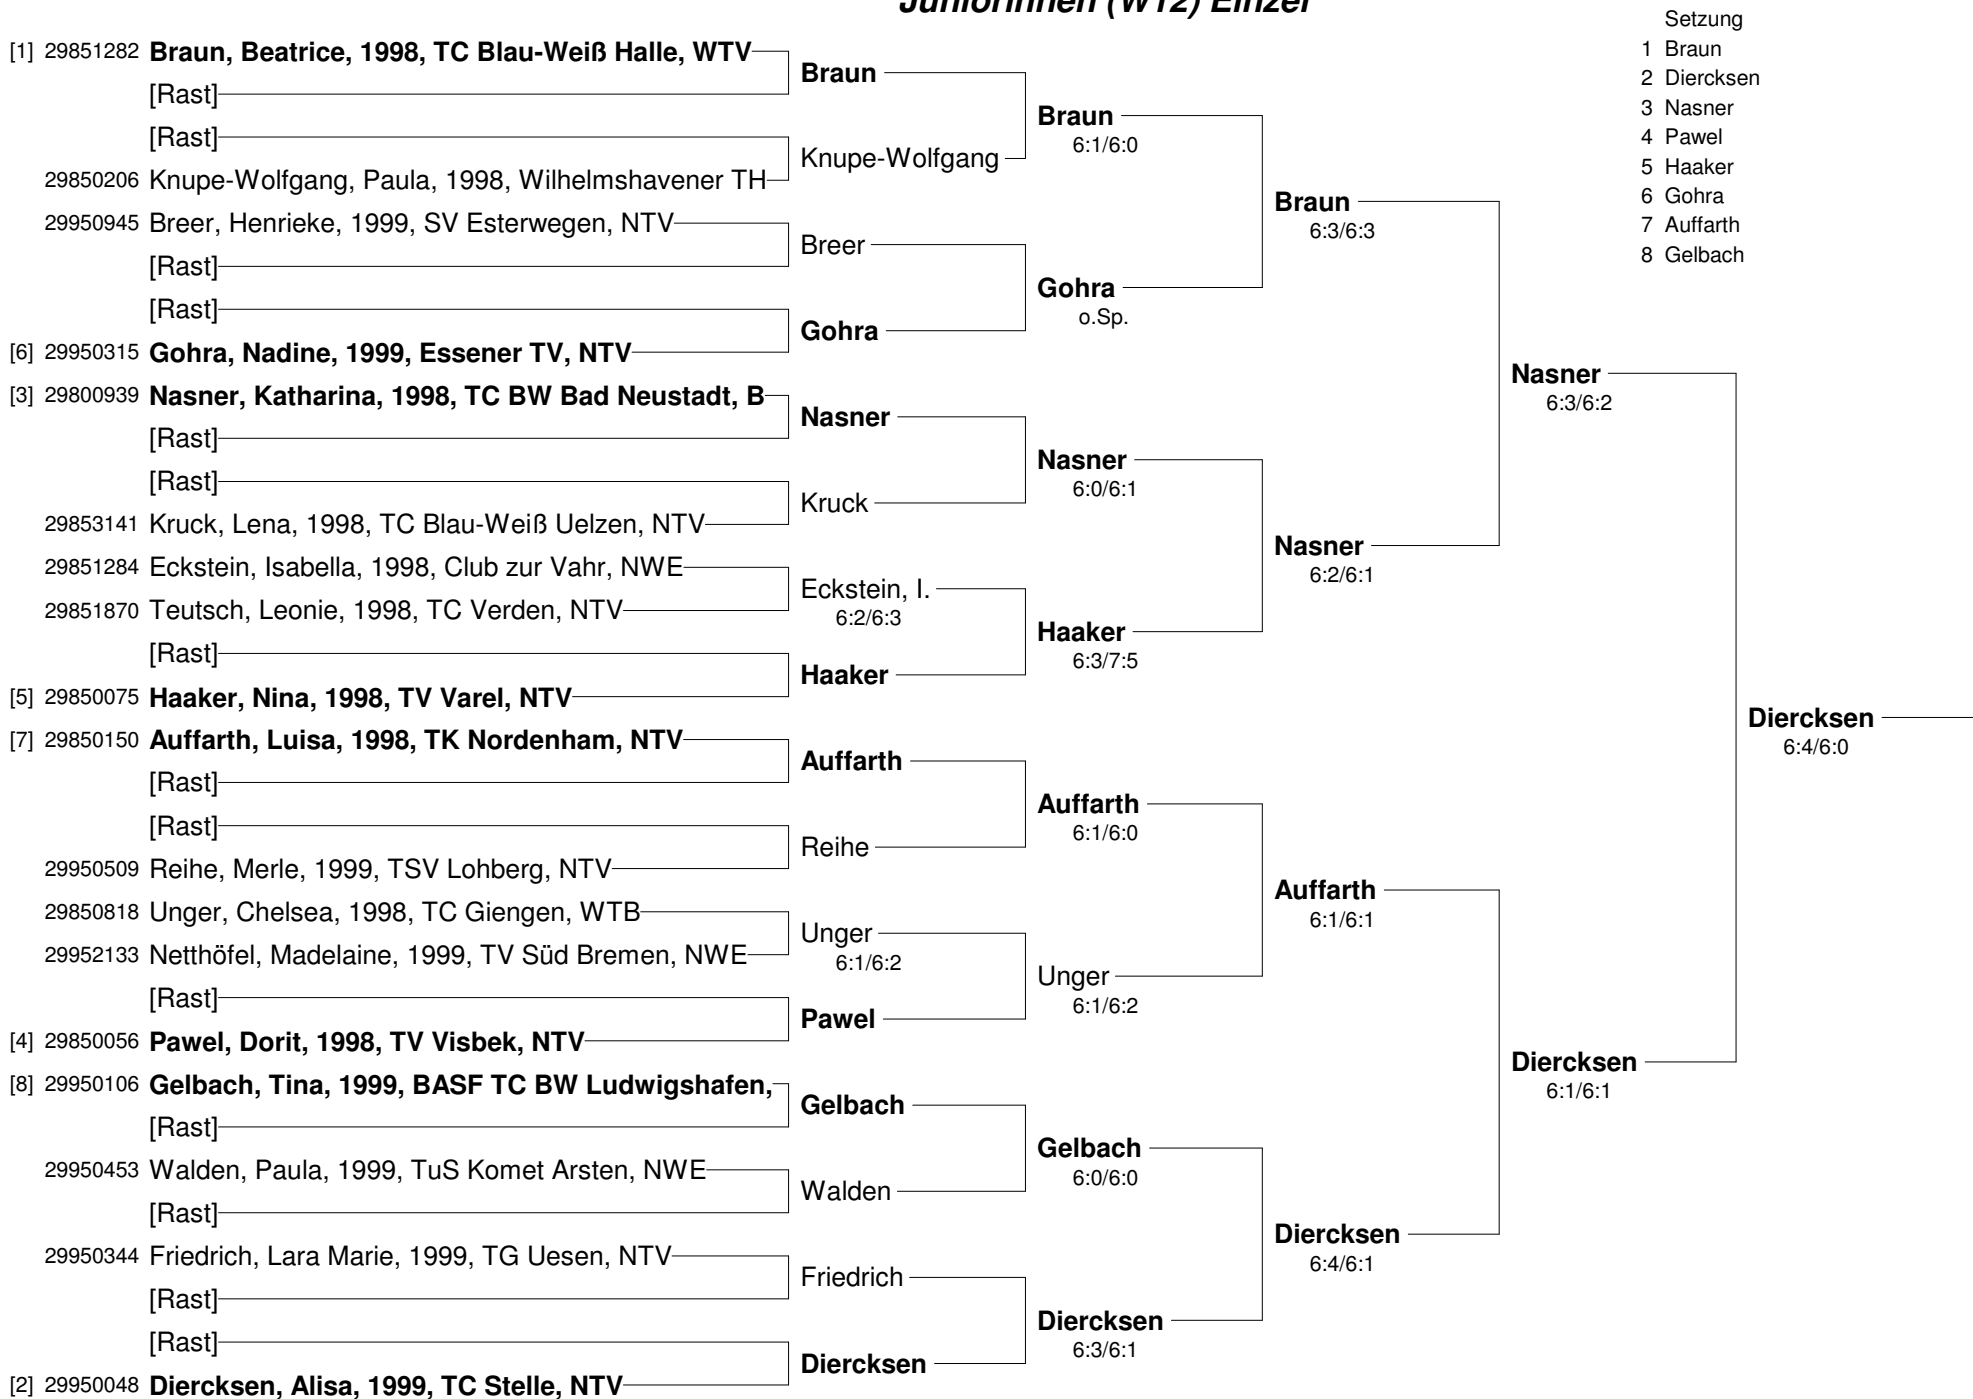 Juniorinnen (W12) Einzel
Setzung
1 Braun
2 Diercksen
3 Nasner
4 Pawel
5 Haaker
6 Gohra
7 Auffarth
8 Gelbach
[1] 29851282 Braun, Beatrice, 1998, TC Blau-Weiß Halle, WTV
[Rast]
[Rast]
29850206 Knupe-Wolfgang, Paula, 1998, Wilhelmshavener TH
29950945 Breer, Henrieke, 1999, SV Esterwegen, NTV
[Rast]
[Rast]
[6] 29950315 Gohra, Nadine, 1999, Essener TV, NTV
[3] 29800939 Nasner, Katharina, 1998, TC BW Bad Neustadt, B
[Rast]
[Rast]
29853141 Kruck, Lena, 1998, TC Blau-Weiß Uelzen, NTV
29851284 Eckstein, Isabella, 1998, Club zur Vahr, NWE
29851870 Teutsch, Leonie, 1998, TC Verden, NTV
[Rast]
[5] 29850075 Haaker, Nina, 1998, TV Varel, NTV
[7] 29850150 Auffarth, Luisa, 1998, TK Nordenham, NTV
[Rast]
[Rast]
29950509 Reihe, Merle, 1999, TSV Lohberg, NTV
29850818 Unger, Chelsea, 1998, TC Giengen, WTB
29952133 Netthöfel, Madelaine, 1999, TV Süd Bremen, NWE
[Rast]
[4] 29850056 Pawel, Dorit, 1998, TV Visbek, NTV
[8] 29950106 Gelbach, Tina, 1999, BASF TC BW Ludwigshafen,
[Rast]
29950453 Walden, Paula, 1999, TuS Komet Arsten, NWE
[Rast]
29950344 Friedrich, Lara Marie, 1999, TG Uesen, NTV
[Rast]
[Rast]
[2] 29950048 Diercksen, Alisa, 1999, TC Stelle, NTV
Braun
Knupe-Wolfgang
Breer
Gohra
Nasner
Kruck
Eckstein, I.
6:2/6:3
Haaker
Auffarth
Reihe
Unger
6:1/6:2
Pawel
Gelbach
Walden
Friedrich
Diercksen
Braun
6:1/6:0
Gohra
o.Sp.
Nasner
6:0/6:1
Haaker
6:3/7:5
Auffarth
6:1/6:0
Unger
6:1/6:2
Gelbach
6:0/6:0
Diercksen
6:3/6:1
Braun
6:3/6:3
Nasner
6:2/6:1
Auffarth
6:1/6:1
Diercksen
6:4/6:1
Nasner
6:3/6:2
Diercksen
6:1/6:1
Diercksen
6:4/6:0